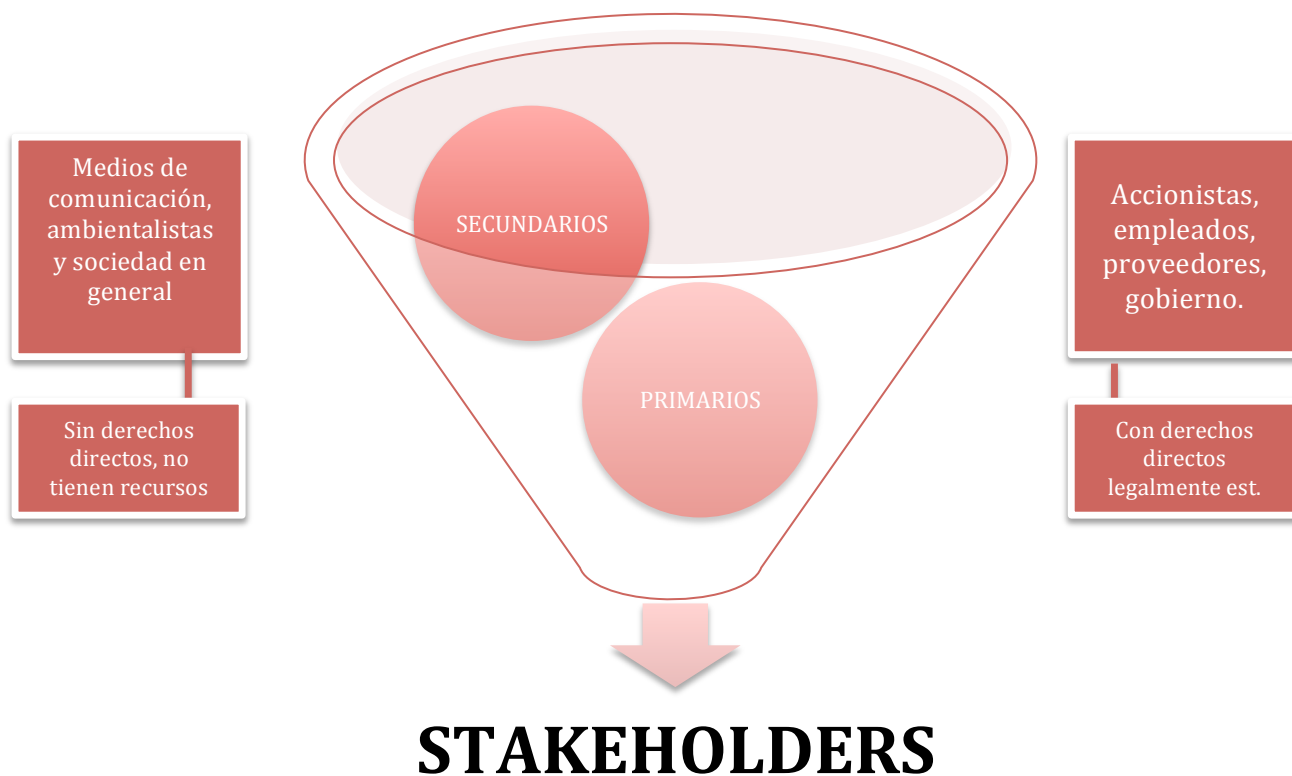 Medios de
comunicación,
ambientalistas
y sociedad en
general
Sin derechos
directos, no
tienen recursos
SECUNDARIOS
PRIMARIOS
Accionistas,
empleados,
proveedores,
gobierno.
Con derechos
directos
legalmente est.
STAKEHOLDERS